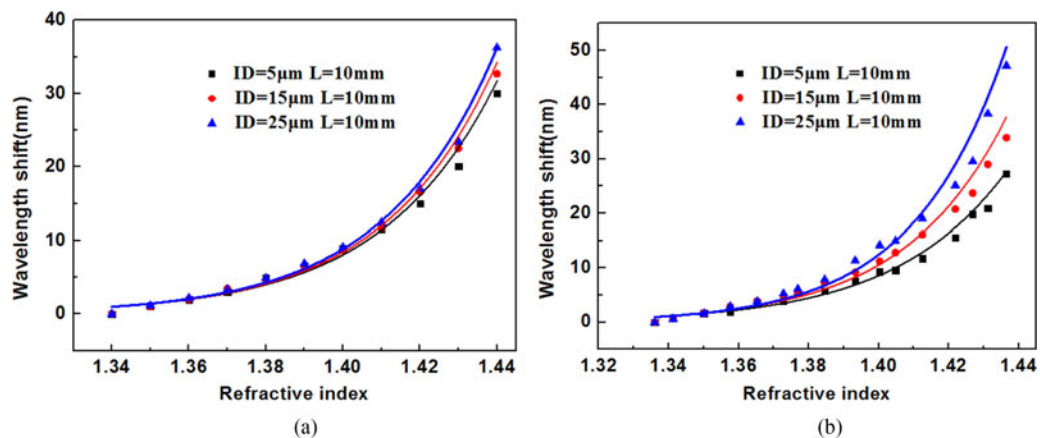 40
30
20
10
0
Wavelength shift(nm)
ID=5μm L=10mm
ID=15μm L=10mm
ID=25μm L=10mm
1.34 1.36 1.38 1.40 1.42 1.44
Refractive index
(a)
50
40
30
20
10
0
Wavelength shift(nm)
ID=5μm L=10mm
ID=15μm L=10mm
ID=25μm L=10mm
1.32 1.34 1.36 1.38 1.40 1.42 1.44
Refractive index
(b)